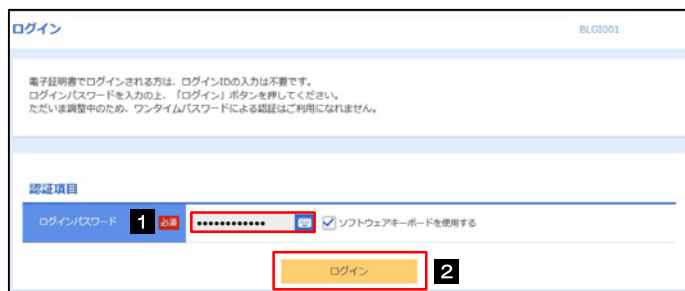 ログイン
BLGI001
電子証明書でログインされる方は、ログインIDの入力は不要です。
ログインパスワードを入力の上、「ログイン」ボタンを押してください。
ただいま調整中のため、ワンタイムパスワードによる認証はご利用になれません。
認証項目
ログインパスワード 1 必須 •••••••••••• ソフトウェアキーボードを使用する
ログイン 2